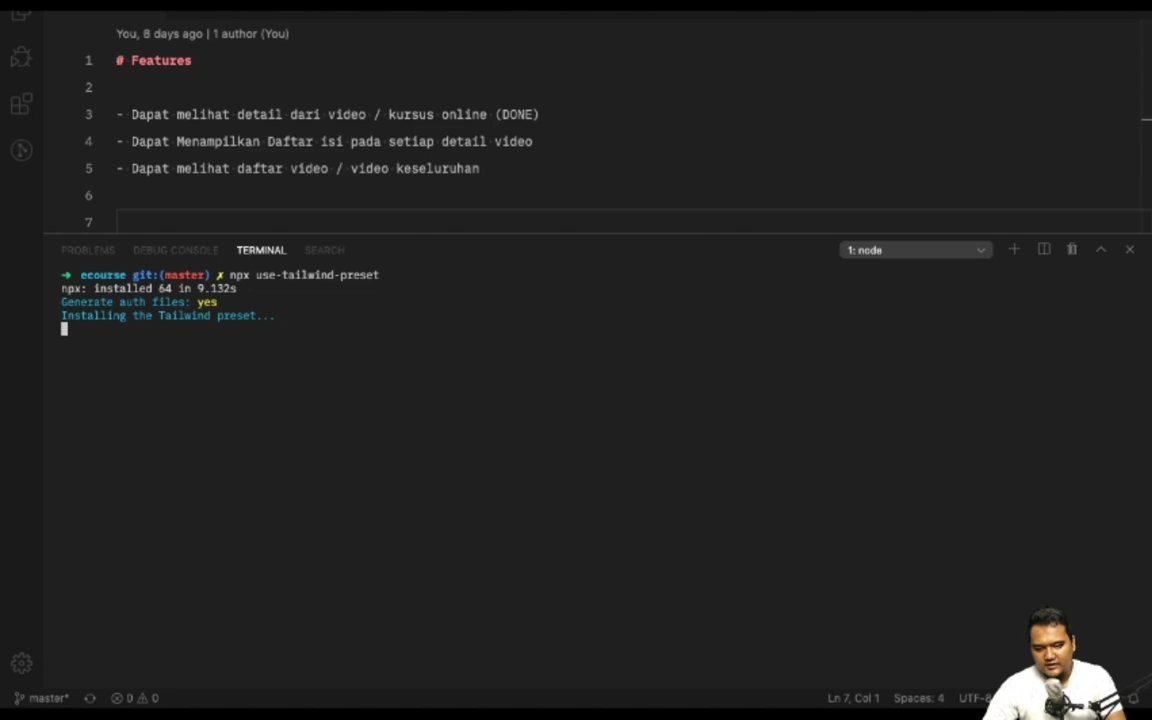 You, 8 days ago | 1 author (You)
1 # Features
2
3 - Dapat melihat detail dari video / kursus online (DONE)
4 - Dapat Menampilkan Daftar isi pada setiap detail video
5 - Dapat melihat daftar video / video keseluruhan
6
7
PROBLEMS DEBUG CONSOLE TERMINAL SEARCH 1: node
➜ ecourse git:(master) ✗ npx use-tailwind-preset
npx: installed 64 in 9.132s
Generate auth files: yes
Installing the Tailwind preset...
master* 0 0 Ln 7, Col 1 Spaces: 4 UTF-8